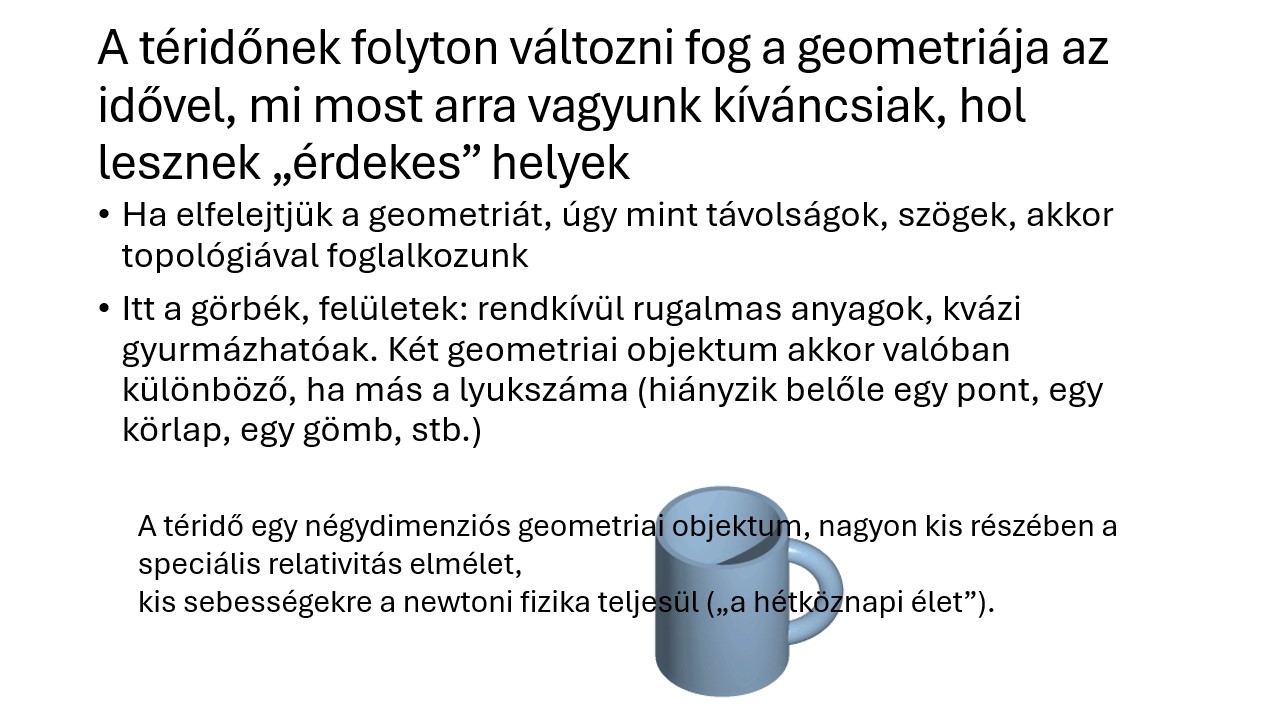 A téridőnek folyton változni fog a geometriája az
idővel, mi most arra vagyunk kíváncsiak, hol
lesznek „érdekes” helyek
• Ha elfelejtjük a geometriát, úgy mint távolságok, szögek, akkor
topológiával foglalkozunk
• Itt a görbék, felületek: rendkívül rugalmas anyagok, kvázi
gyurmázhatóak. Két geometriai objektum akkor valóban
különböző, ha más a lyukszáma (hiányzik belőle egy pont, egy
körlap, egy gömb, stb.)
A téridő egy négydimenziós geometriai objektum, nagyon kis részében a
speciális relativitás elmélet,
kis sebességekre a newtoni fizika teljesül („a hétköznapi élet”).